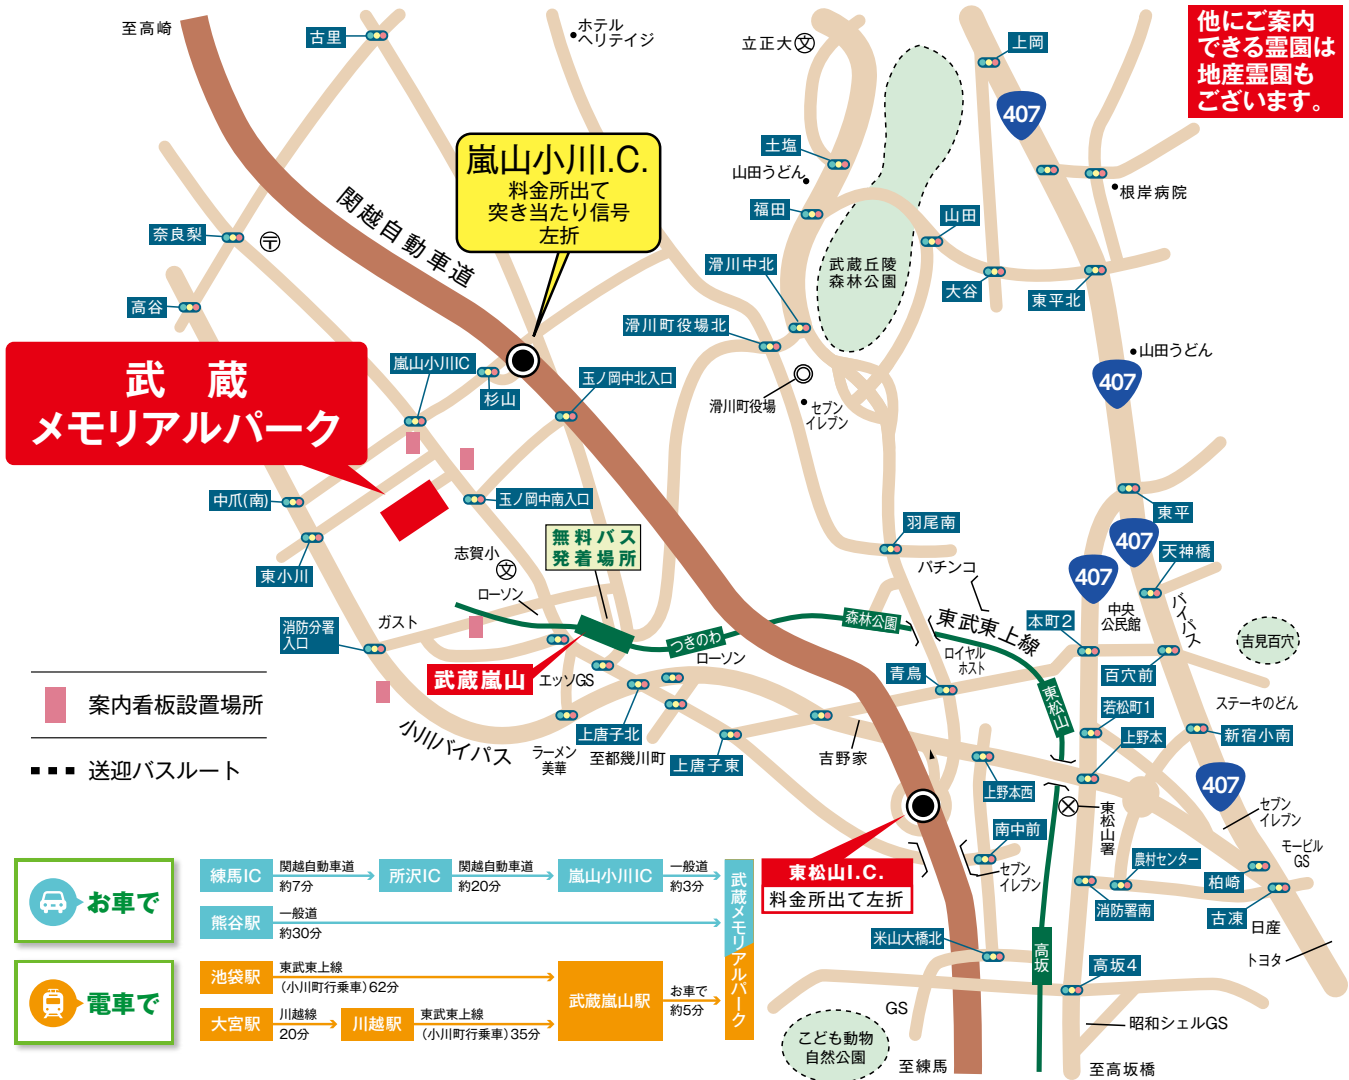 至高崎
古里
ホテル
ヘリテイジ
立正大
文
上岡
407
他にご案内
できる霊園は
地産霊園も
ございます。
嵐山小川I.C.
料金所出て
突き当たり信号
左折
関越自動車道
土塩
山田うどん
福田
山田
根岸病院
奈良梨
〒
高谷
滑川中北
武蔵丘陵
森林公園
大谷
東平北
滑川町役場北
山田うどん
407
武 蔵
メモリアルパーク
嵐山小川IC
杉山
玉ノ岡中北入口
滑川町役場
セブン
イレブン
中爪(南)
玉ノ岡中南入口
東平
無料バス
発着場所
羽尾南
407
天神橋
志賀小
文
東小川
パチンコ
407
ローソン
中央
公民館
バイパス
消防分署
入口
ガスト
つきのわ
森林公園
東武東上線
本町2
吉見百穴
ローソン
ロイヤル
ホスト
武蔵嵐山
エッソGS
青鳥
百穴前
東松山
案内看板設置場所
ステーキのどん
若松町1
小川バイパス
上唐子北
上野本
新宿小南
ラーメン
美華
至都幾川町
上唐子東
吉野家
送迎バスルート
上野本西
407
東松山署
セブン
イレブン
南中前
モービル
GS
お車で
練馬IC
関越自動車道
約7分
所沢IC
関越自動車道
約20分
嵐山小川IC
一般道
約3分
武蔵メモリアルパーク
東松山I.C.
料金所出て左折
セブン
イレブン
農村センター
柏崎
熊谷駅
一般道
約30分
消防署南
古凍
日産
米山大橋北
高坂
高坂4
トヨタ
電車で
池袋駅
東武東上線
(小川町行乗車)62分
武蔵嵐山駅
お車で
約5分
大宮駅
川越線
20分
川越駅
東武東上線
(小川町行乗車)35分
GS
昭和シェルGS
こども動物
自然公園
至練馬
至高坂橋